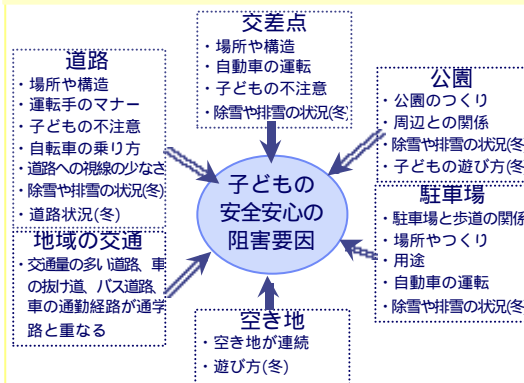 交差点
・場所や構造
・自動車の運転
・子どもの不注意
・除雪や排雪の状況(冬)
道路
・場所や構造
・運転手のマナー
・子どもの不注意
・自転車の乗り方
・道路への視線の少なさ
・除雪や排雪の状況(冬)
・道路状況(冬)
公園
・公園のつくり
・周辺との関係
・除雪や排雪の状況(冬
・子どもの遊び方(冬)
子どもの
安全安心の
阻害要因
地域の交通
・交通量の多い道路、車
の抜け道、バス道路、
車の通勤経路が通学
路と重なる
駐車場
・駐車場と歩道の関係
・場所やつくり
・用途
・自動車の運転
・除雪や排雪の状況(冬
空き地
・空き地が連続
・遊び方(冬)